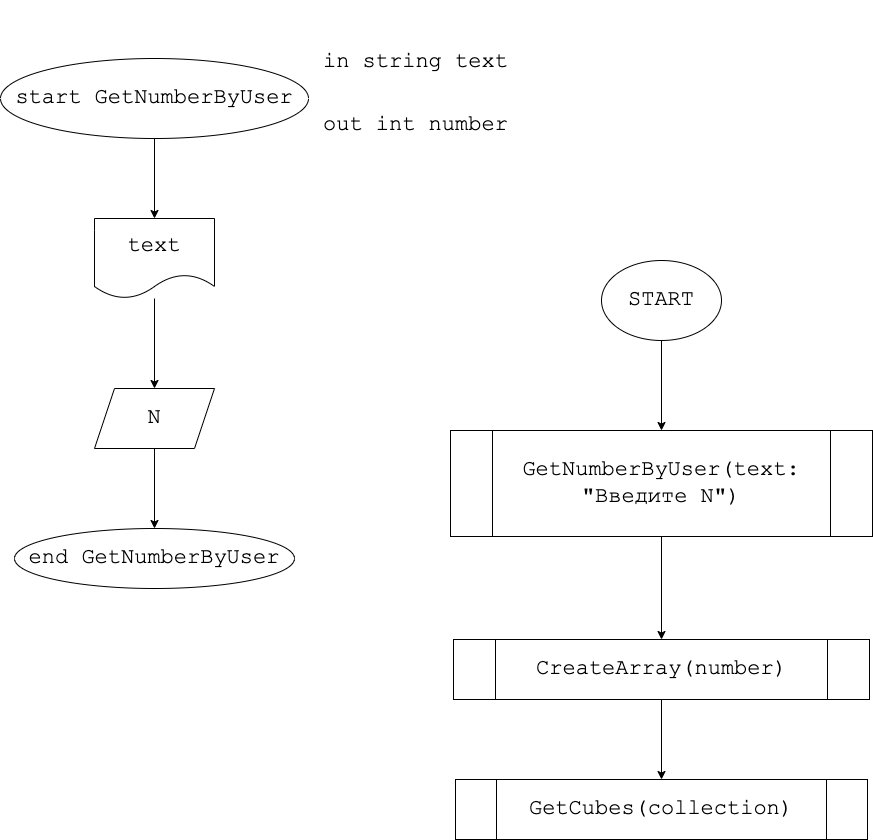 start GetNumberByUser
in string text
out int number
text
N
end GetNumberByUser
START
GetNumberByUser(text:
"Введите N")
CreateArray(number)
GetCubes(collection)